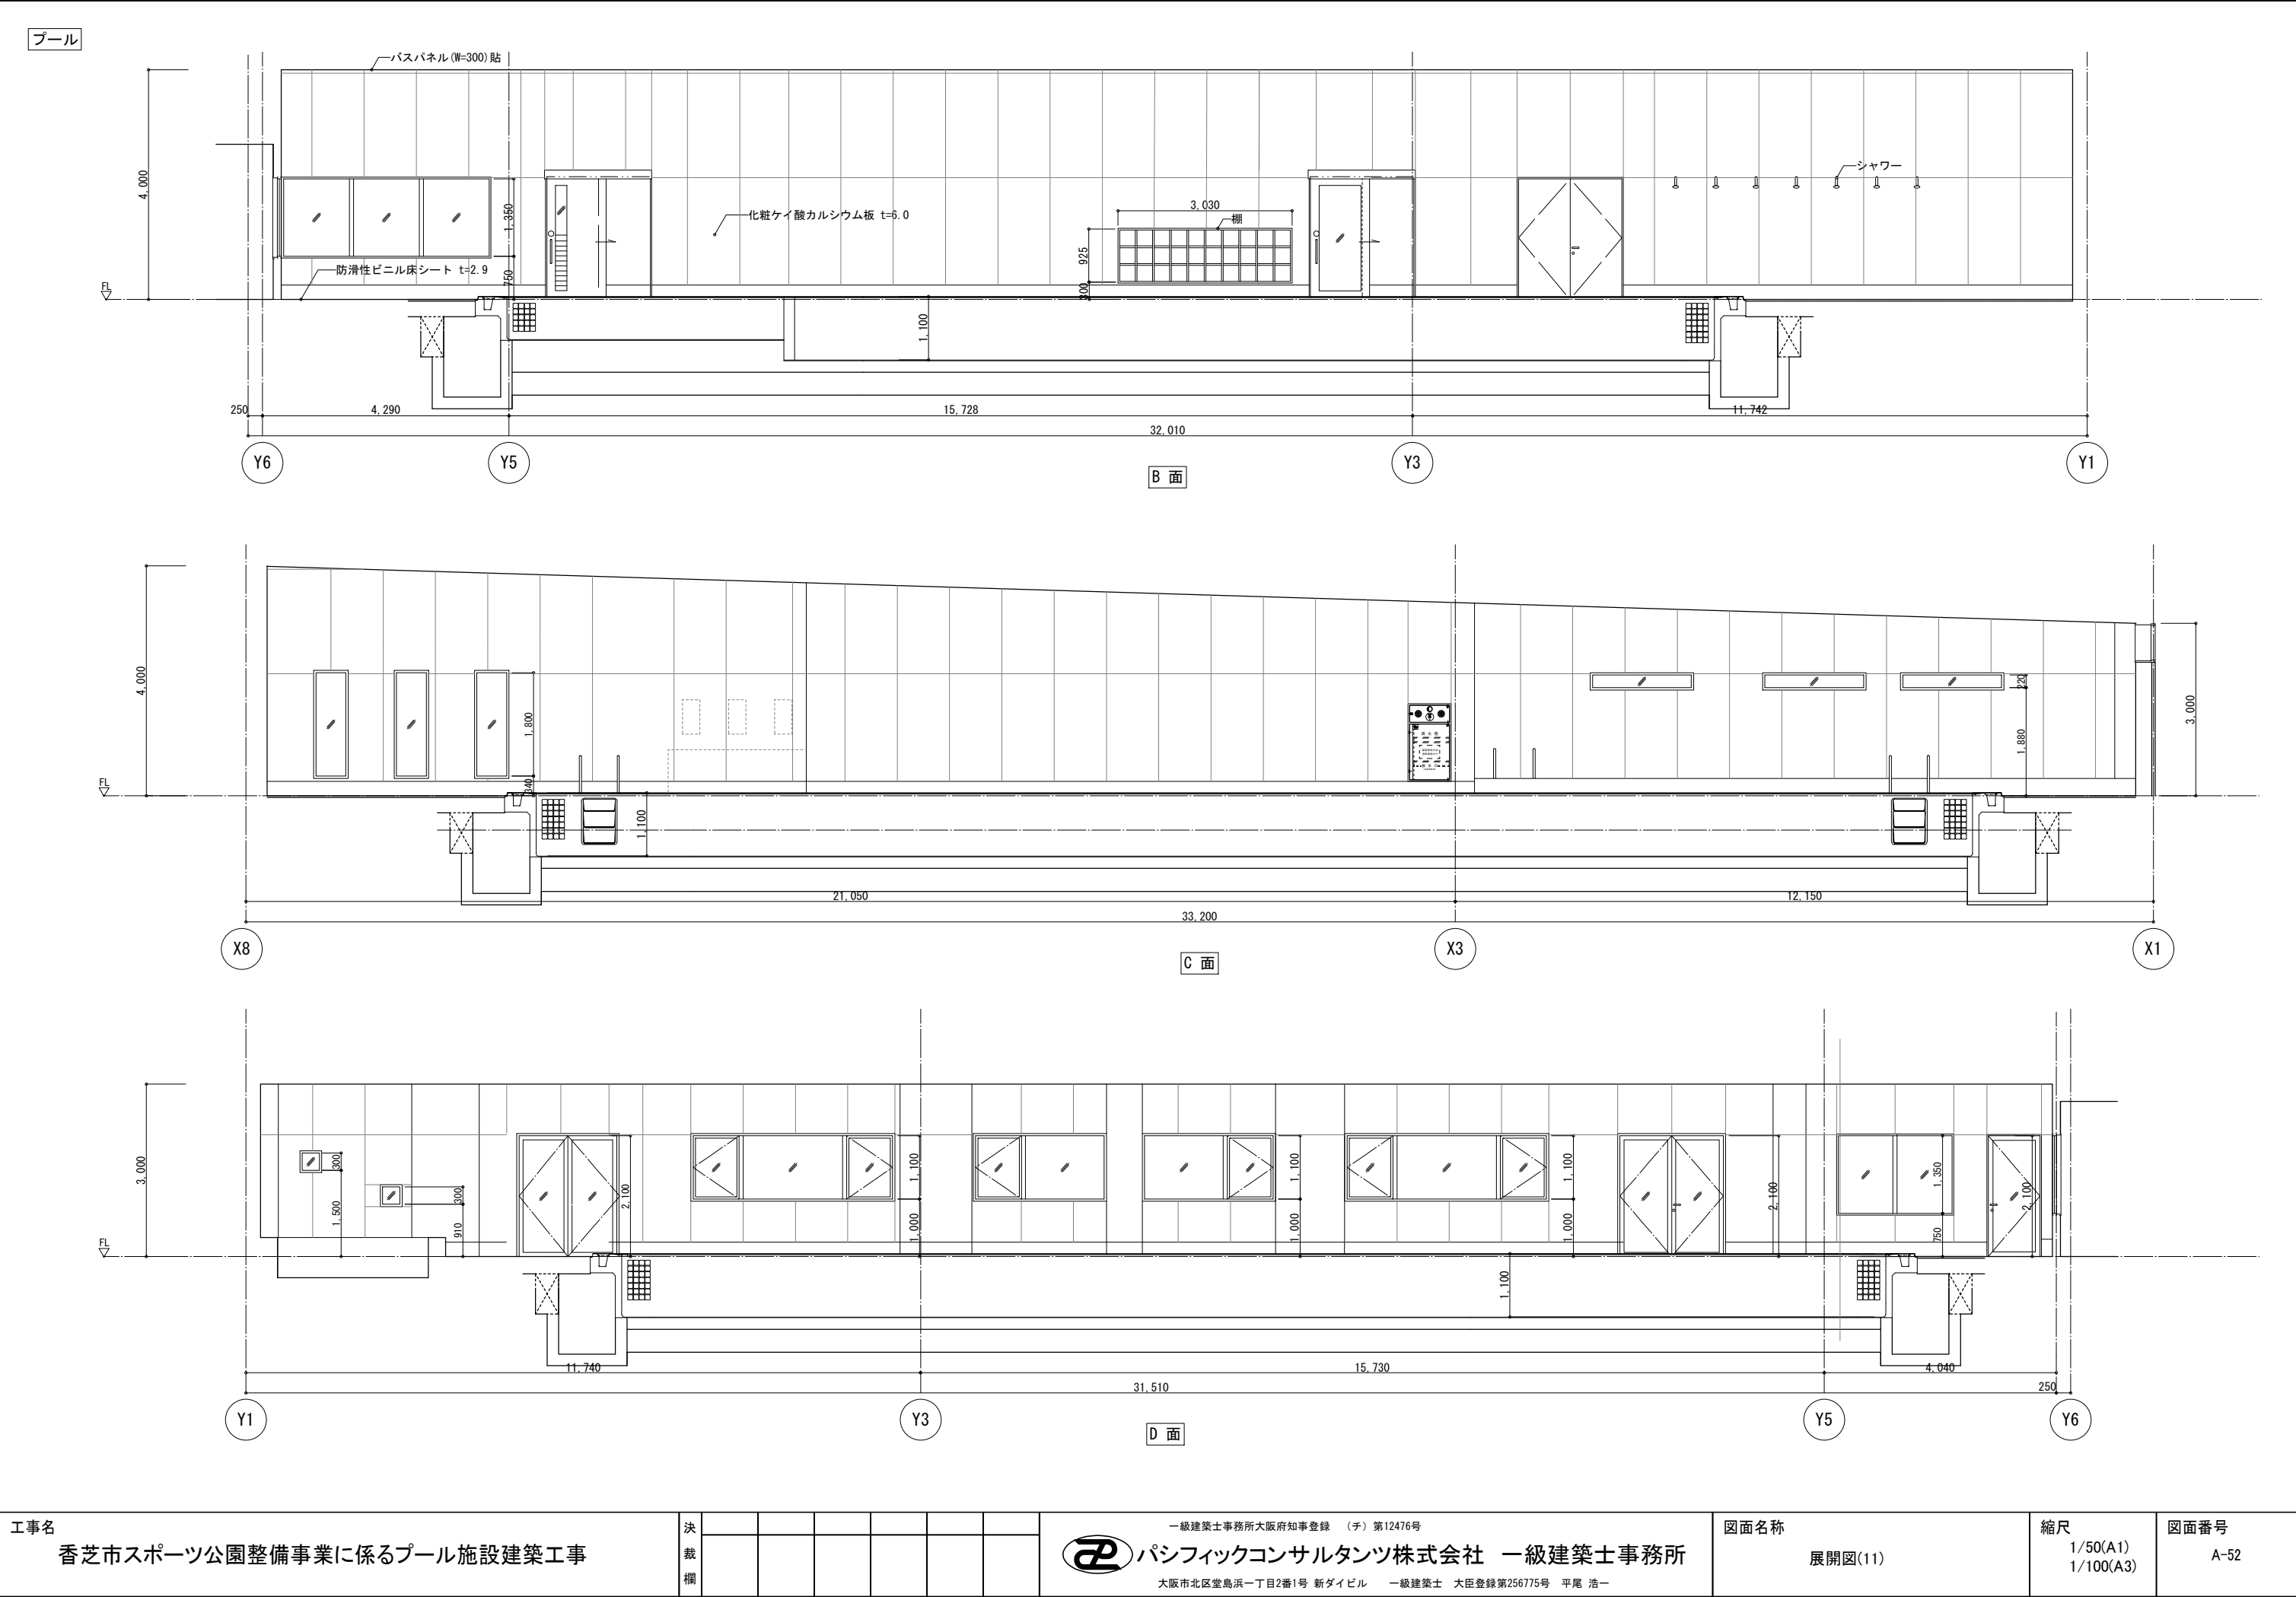 プール
バスパネル(W=300)貼
4,000
シャワー
1,350
化粧ケイ酸カルシウム板 t=6.0
3,030
棚
925
防滑性ビニル床シート t=2.9
750
300
FL
1,100
250
4,290
15,728
11,742
32,010
Y6
Y5
Y3
Y1
B 面
4,000
1,800
340
220
1,880
3,000
FL
1,100
21,050
12,150
33,200
X8
X3
X1
C 面
3,000
300
1,500
300
910
2,100
1,100
1,000
1,100
1,000
1,100
1,000
2,100
1,350
750
2,100
FL
1,100
11,740
15,730
4,040
31,510
250
Y1
Y3
Y5
Y6
D 面
工事名
香芝市スポーツ公園整備事業に係るプール施設建築工事
決裁欄
一級建築士事務所大阪府知事登録 (チ) 第12476号
パシフィックコンサルタンツ株式会社 一級建築士事務所
大阪市北区堂島浜一丁目2番1号 新ダイビル 一級建築士 大臣登録第256775号 平尾 浩一
図面名称
展開図(11)
縮尺
1/50(A1)
1/100(A3)
図面番号
A-52